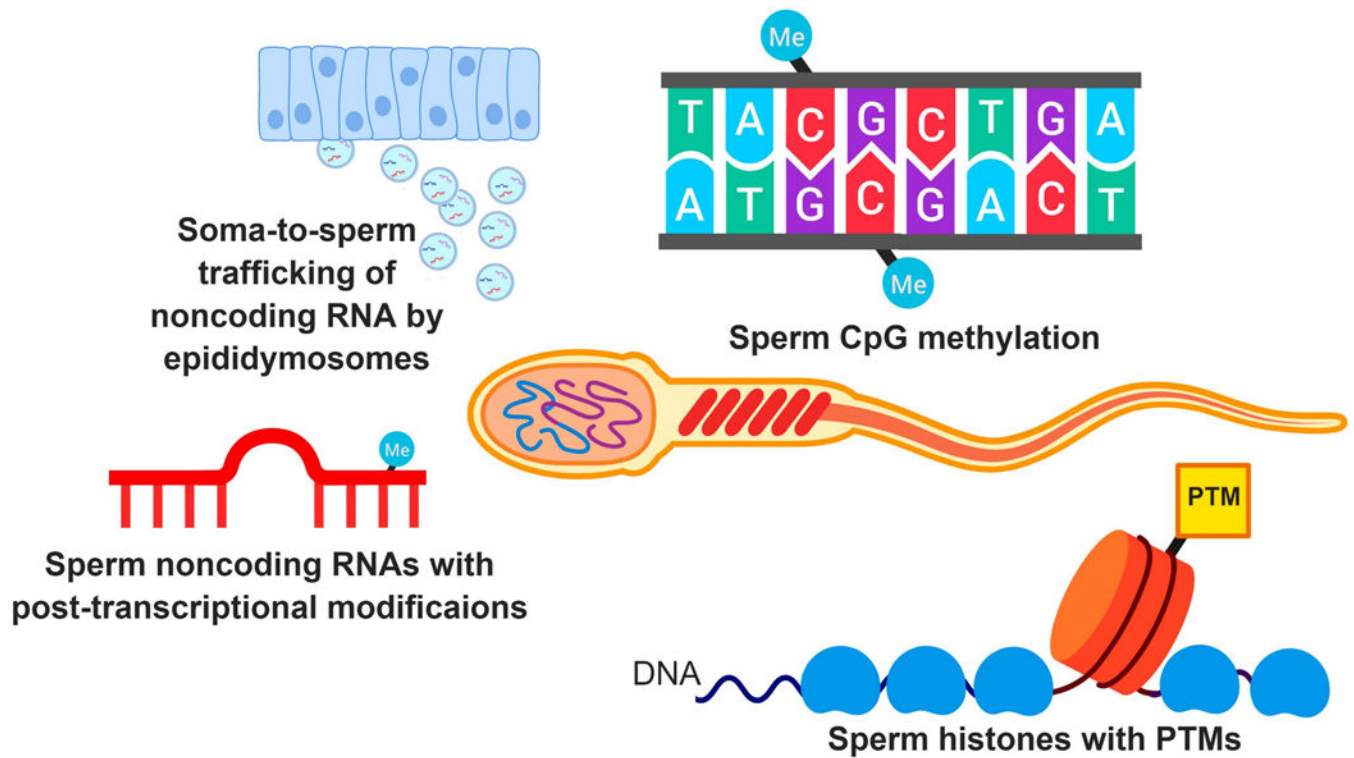 Me
T A C G C T G A
A T G C G A C T
Me
Sperm CpG methylation
Soma-to-sperm
trafficking of
noncoding RNA by
epididymosomes
Me
Sperm noncoding RNAs with
post-transcriptional modificaions
PTM
DNA
Sperm histones with PTMs